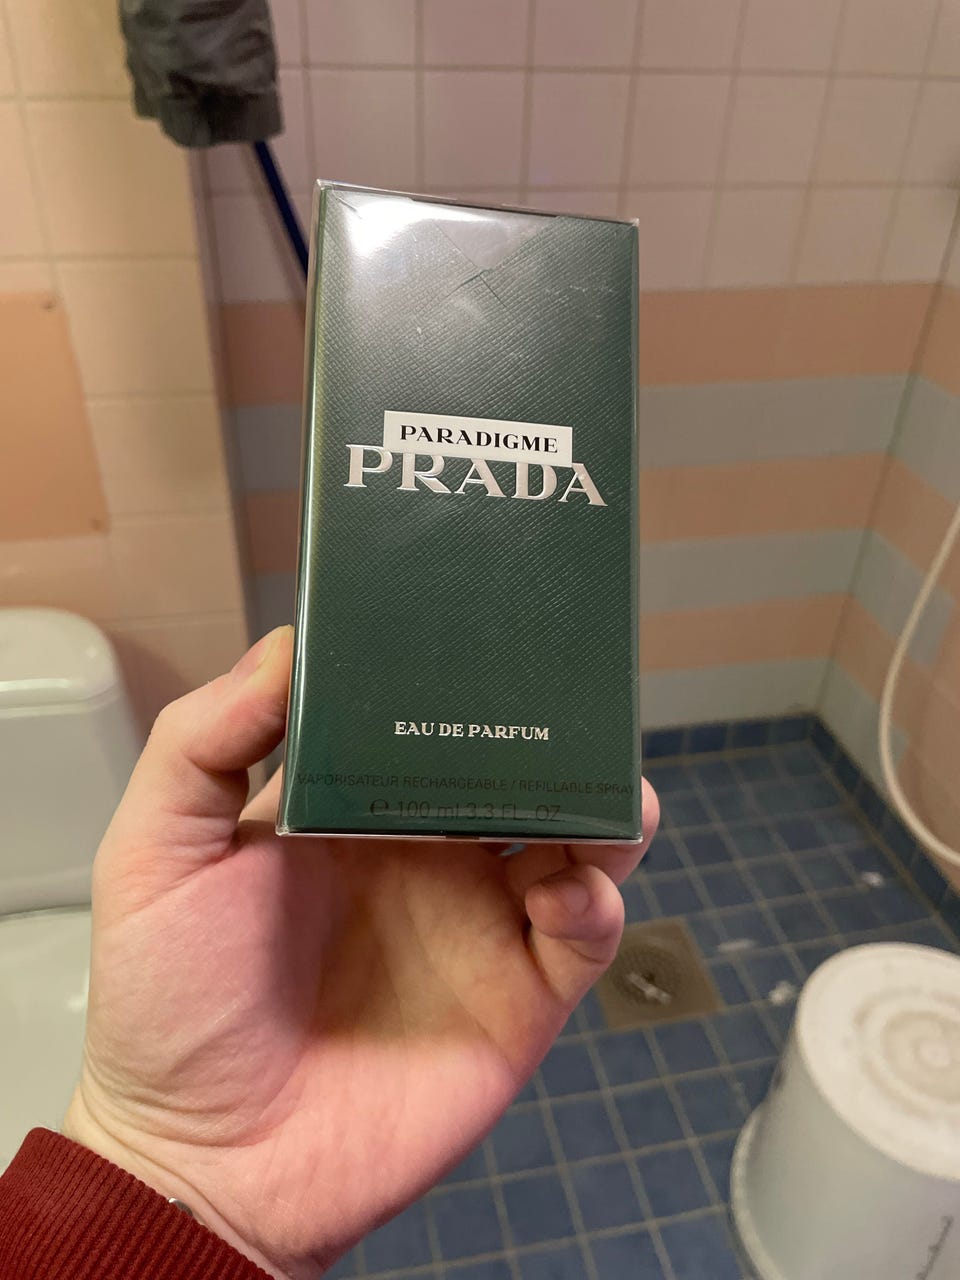 PARADIGME
PRADA
EAU DE PARFUM
VAPORISATEUR RECHARGEABLE / REFILLABLE SPRAY
℮ 100 ml 3.3 FL. OZ.